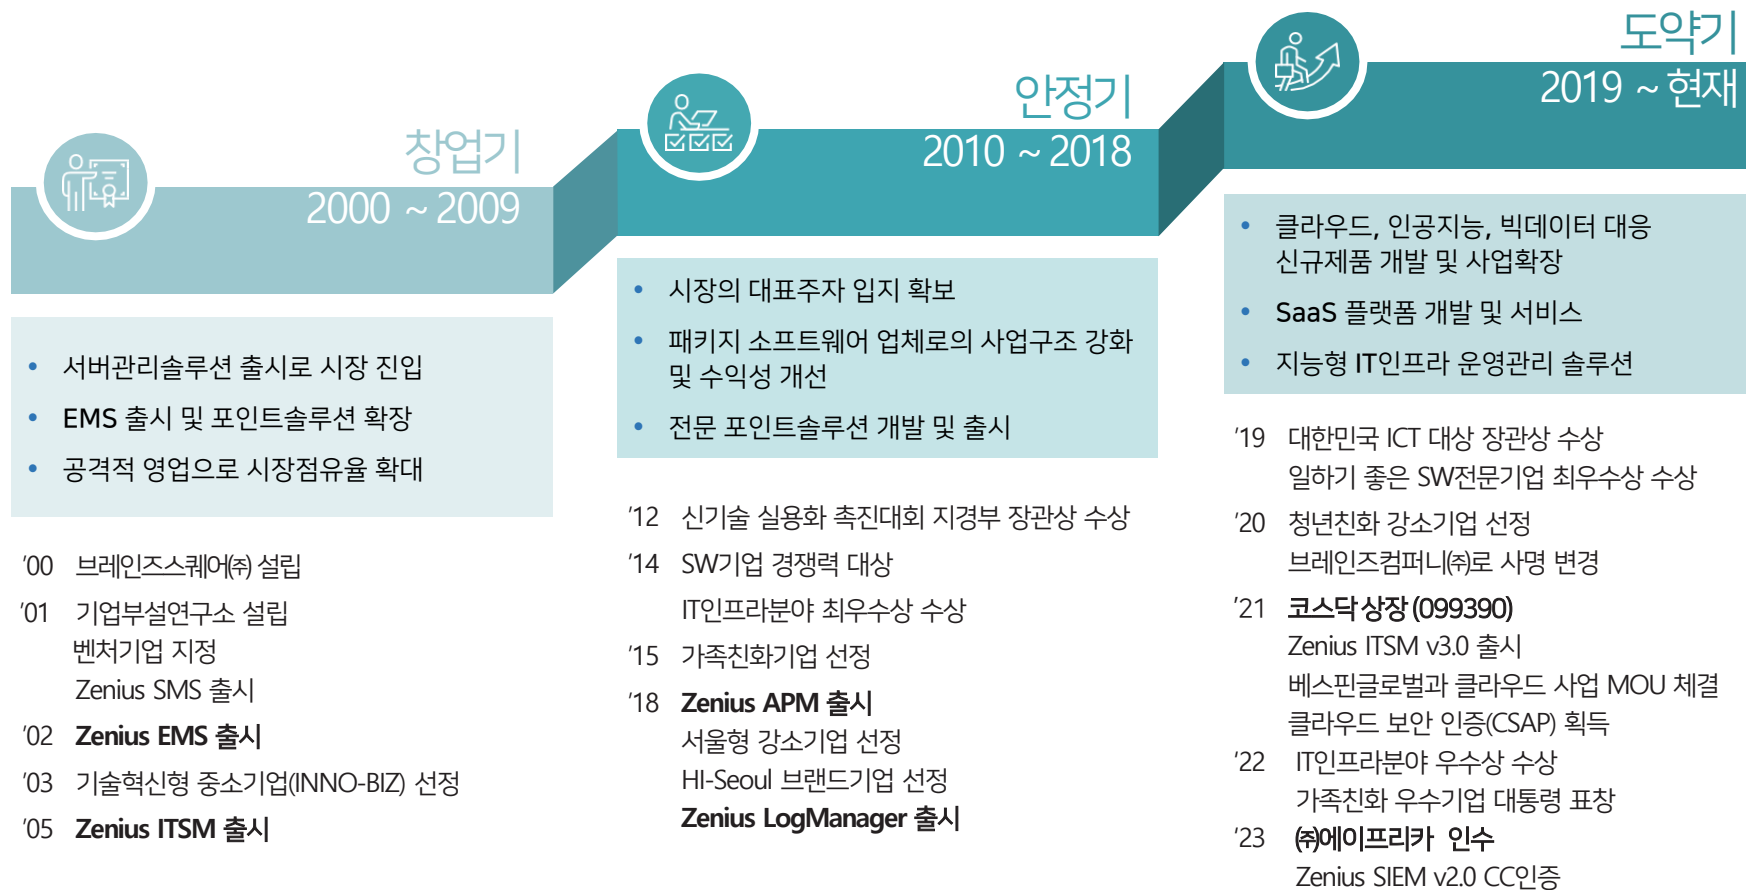 창업기
2000 ~ 2009
서버관리솔루션 출시로 시장 진입
EMS 출시 및 포인트솔루션 확장
공격적 영업으로 시장점유율 확대
'00 브레인즈스퀘어㈜ 설립
'01 기업부설연구소 설립
벤처기업 지정
Zenius SMS 출시
'02 Zenius EMS 출시
'03 기술혁신형 중소기업(INNO-BIZ) 선정
'05 Zenius ITSM 출시
안정기
2010 ~ 2018
시장의 대표주자 입지 확보
패키지 소프트웨어 업체로의 사업구조 강화
및 수익성 개선
전문 포인트솔루션 개발 및 출시
'12 신기술 실용화 촉진대회 지경부 장관상 수상
'14 SW기업 경쟁력 대상
IT인프라분야 최우수상 수상
'15 가족친화기업 선정
'18 Zenius APM 출시
서울형 강소기업 선정
HI-Seoul 브랜드기업 선정
Zenius LogManager 출시
도약기
2019 ~ 현재
클라우드, 인공지능, 빅데이터 대응
신규제품 개발 및 사업확장
SaaS 플랫폼 개발 및 서비스
지능형 IT인프라 운영관리 솔루션
'19 대한민국 ICT 대상 장관상 수상
일하기 좋은 SW전문기업 최우수상 수상
'20 청년친화 강소기업 선정
브레인즈컴퍼니㈜로 사명 변경
'21 코스닥 상장 (099390)
Zenius ITSM v3.0 출시
베스핀글로벌과 클라우드 사업 MOU 체결
클라우드 보안 인증(CSAP) 획득
'22 IT인프라분야 우수상 수상
가족친화 우수기업 대통령 표창
'23 ㈜에이프리카 인수
Zenius SIEM v2.0 CC인증